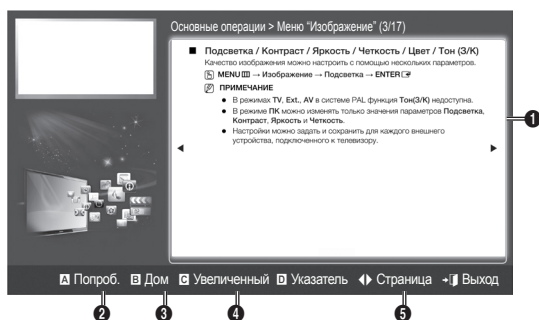 Основные операции > Меню “Изображение” (3/17)
■ Подсветка / Контраст / Яркость / Четкость / Цвет / Тон (З/К)
Качество изображения можно настроить с помощью нескольких параметров.
MENU → Изображение → Подсветка → ENTER
ПРИМЕЧАНИЕ
● В режимах TV, Ext., AV в системе PAL функция Тон(З/К) недоступна.
● В режиме ПК можно изменять только значения параметров Подсветка,
Контраст, Яркость и Четкость.
● Настройки можно задать и сохранить для каждого внешнего
устройства, подключенного к телевизору.
◀ ▶
1
A Попроб. B Дом C Увеличенный D Указатель Страница Выход
2 3 4 5